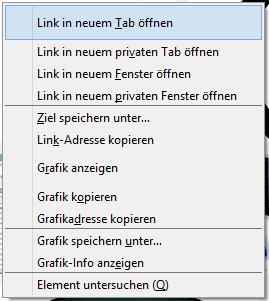 Link in neuem Tab öffnen
Link in neuem privaten Tab öffnen
Link in neuem Fenster öffnen
Link in neuem privaten Fenster öffnen
Ziel speichern unter...
Link-Adresse kopieren
Grafik anzeigen
Grafik kopieren
Grafikadresse kopieren
Grafik speichern unter...
Grafik-Info anzeigen
Element untersuchen (Q)